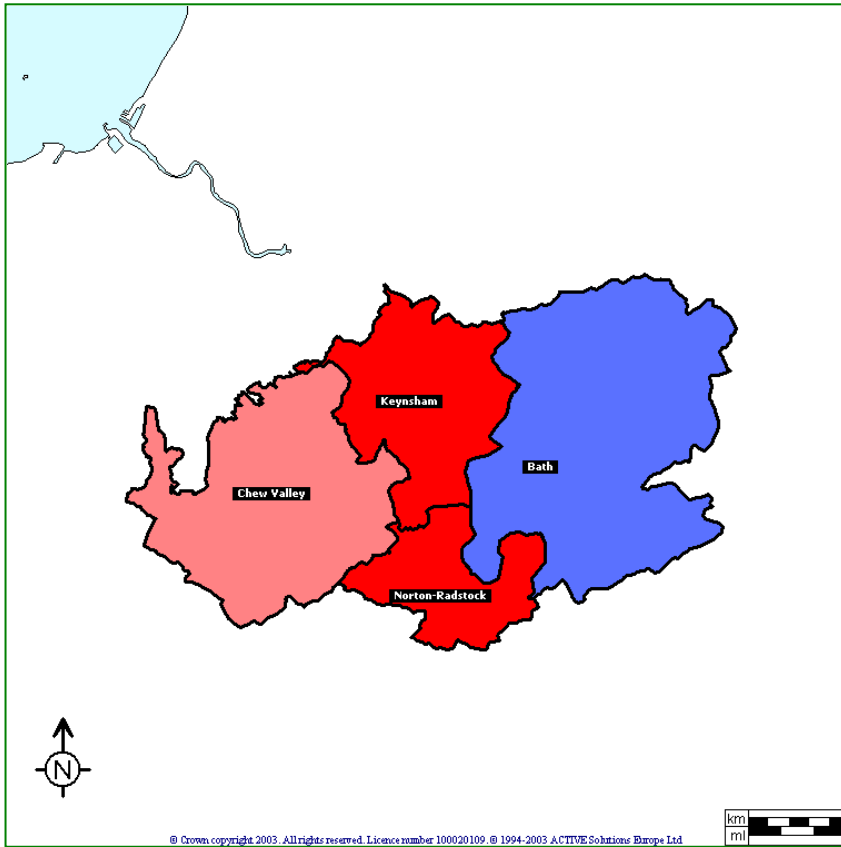 Keynsham
Bath
Chew Valley
Norton-Radstock
N
km
ml
© Crown copyright 2003. All rights reserved. Licence number 100020109. © 1994-2003 ACTIVE Solutions Europe Ltd